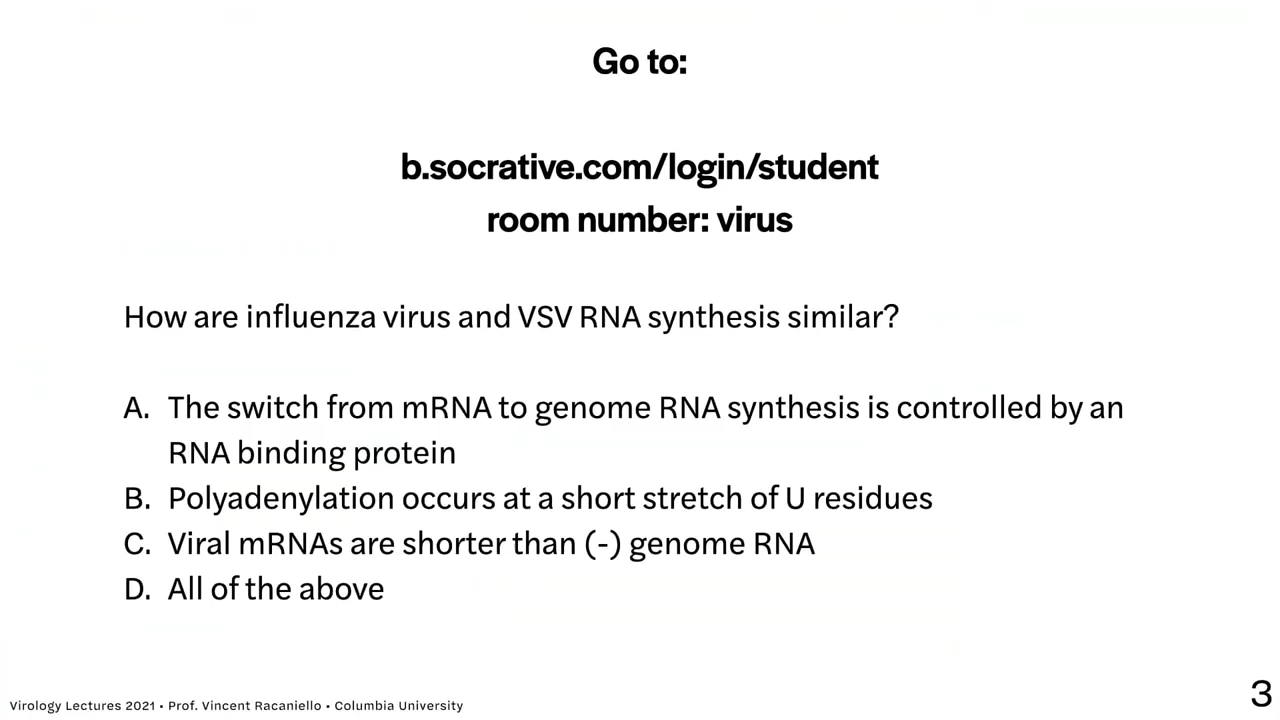 Go to:
b.socrative.com/login/student
room number: virus
How are influenza virus and VSV RNA synthesis similar?
A. The switch from mRNA to genome RNA synthesis is controlled by an
RNA binding protein
B. Polyadenylation occurs at a short stretch of U residues
C. Viral mRNAs are shorter than (-) genome RNA
D. All of the above
Virology Lectures 2021 • Prof. Vincent Racaniello • Columbia University
3